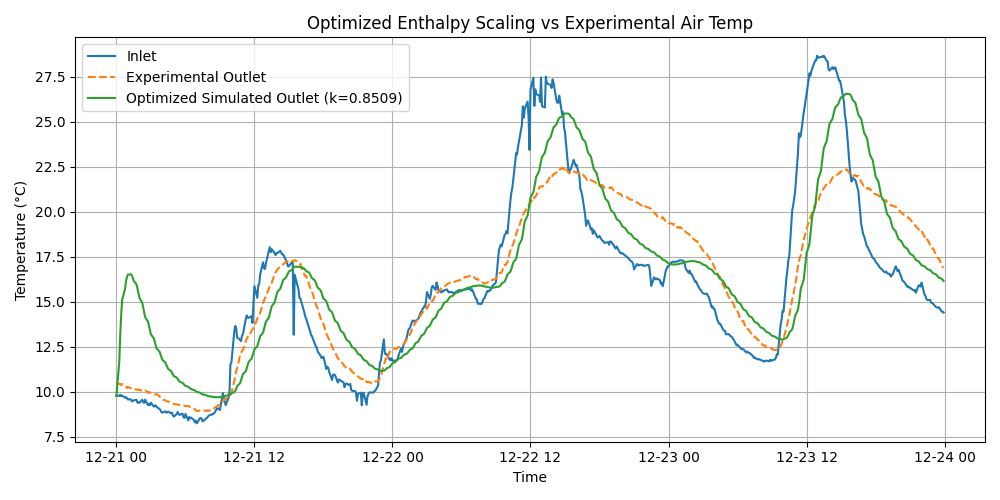 Optimized Enthalpy Scaling vs Experimental Air Temp
Inlet
Experimental Outlet
Optimized Simulated Outlet (k=0.8509)
Temperature (°C)
27.5
25.0
22.5
20.0
17.5
15.0
12.5
10.0
7.5
12-21 00 12-21 12 12-22 00 12-22 12 12-23 00 12-23 12 12-24 00
Time